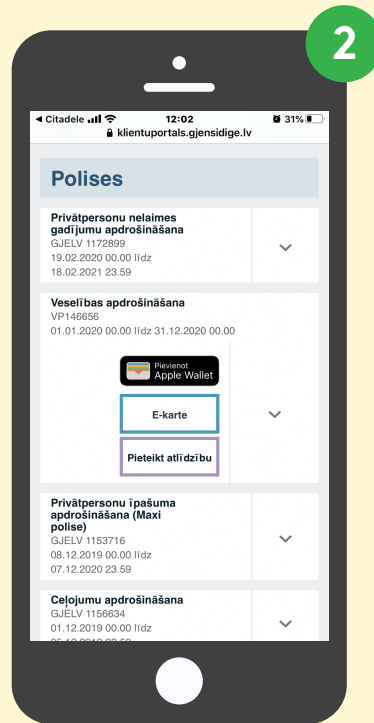 2
Citadele 12:02 31%
klientuportals.gjensidige.lv
Polises
Privātpersonu nelaimes
gadījumu apdrošināšana
GJELV 1172899
19.02.2020 00.00 līdz
18.02.2021 23.59
Veselības apdrošināšana
VP146656
01.01.2020 00.00 līdz 31.12.2020 00.00
Pievienot
Apple Wallet
E-karte
Pieteikt atlīdzību
Privātpersonu īpašuma
apdrošināšana (Maxi
polise)
GJELV 1153716
08.12.2019 00.00 līdz
07.12.2020 23.59
Ceļojumu apdrošināšana
GJELV 1156634
01.12.2019 00.00 līdz